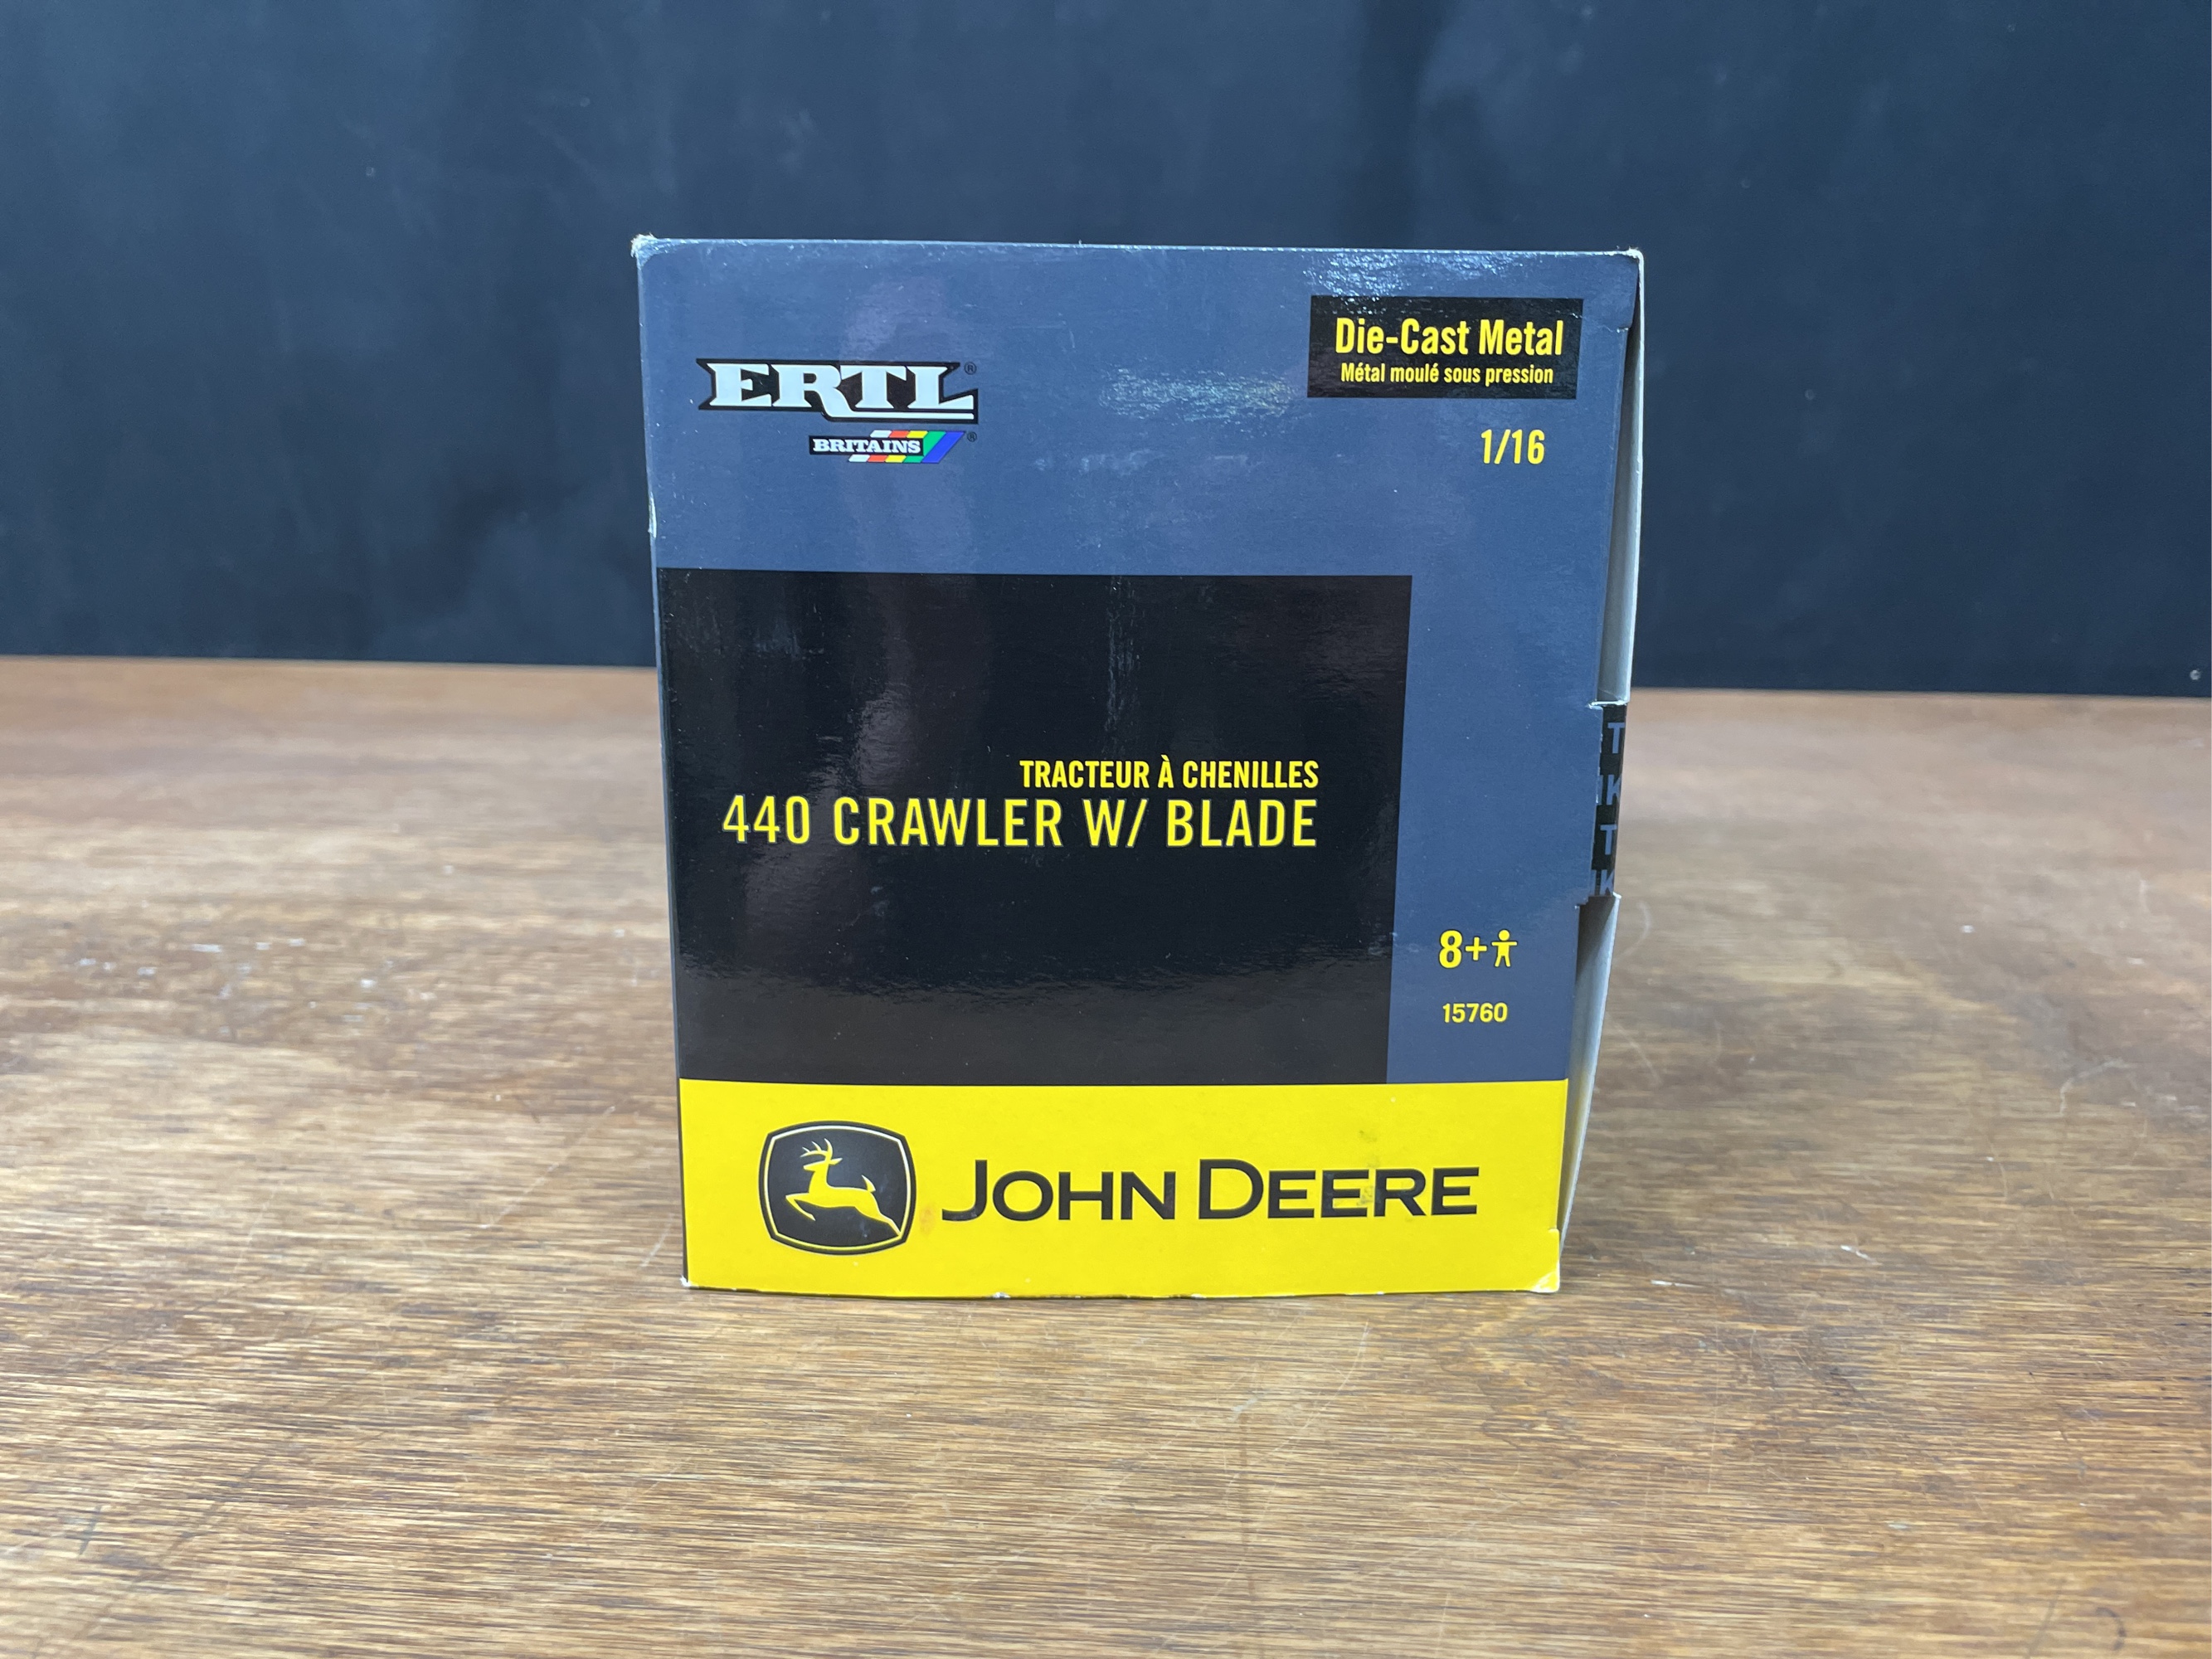 ERTL®
BRITAINS®
Die-Cast Metal
Métal moulé sous pression
1/16
TRACTEUR À CHENILLES
440 CRAWLER W/ BLADE
8+
15760
JOHN DEERE